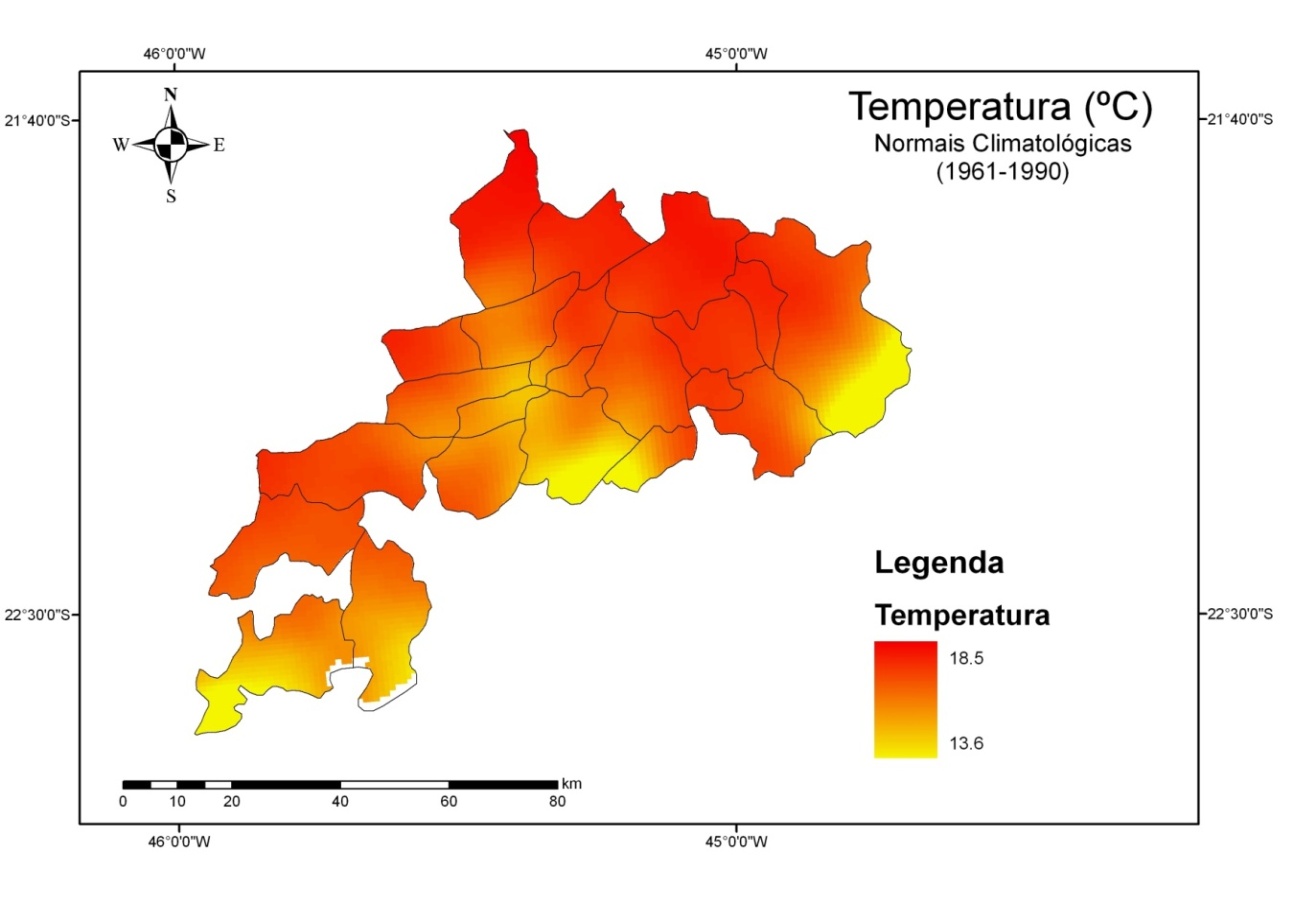 46°0'0"W 45°0'0"W
21°40'0"S 21°40'0"S
N
W E
S
Temperatura (ºC)
Normais Climatológicas
(1961-1990)
Legenda
Temperatura
18.5
13.6
22°30'0"S 22°30'0"S
km
0 10 20 40 60 80
46°0'0"W 45°0'0"W